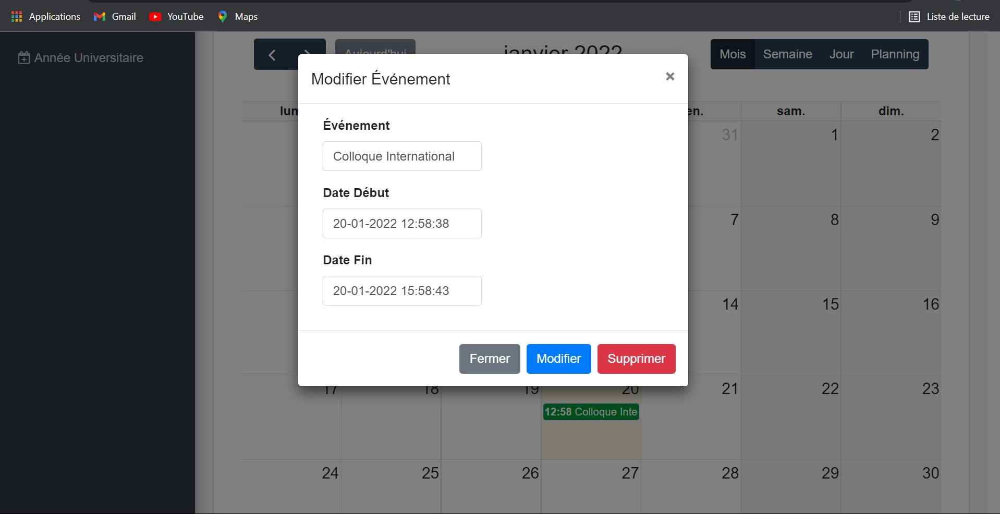 Applications Gmail YouTube Maps Liste de lecture
Année Universitaire
Aujourd'hui janvier 2022 Mois Semaine Jour Planning
Modifier Événement ×
lun en. sam. dim.
Événement
31 1 2
Colloque International
Date Début
20-01-2022 12:58:38
7 8 9
Date Fin
20-01-2022 15:58:43
14 15 16
Fermer Modifier Supprimer
17 18 19 20 21 22 23
12:58 Colloque Inte
24 25 26 27 28 29 30